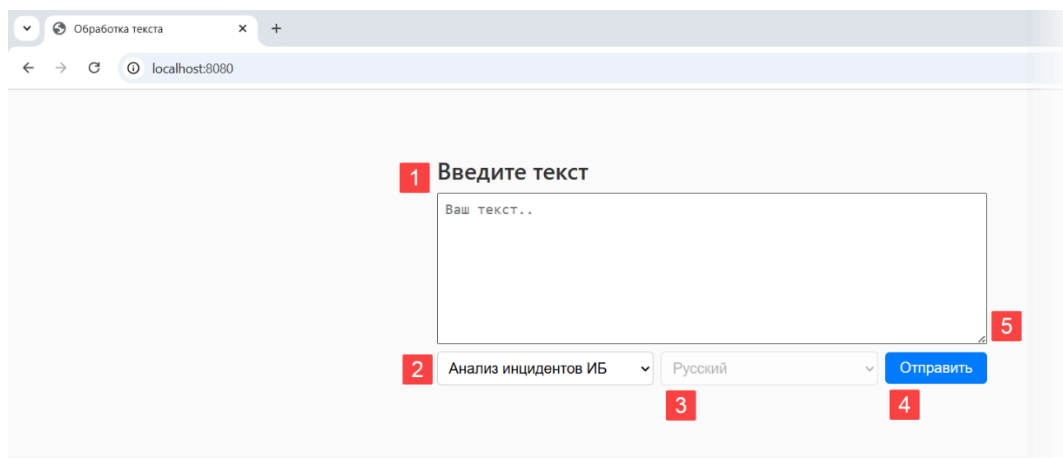 Обработка текста
localhost:8080
1 Введите текст
Ваш текст..
5
2 Анализ инцидентов ИБ Русский Отправить
3 4